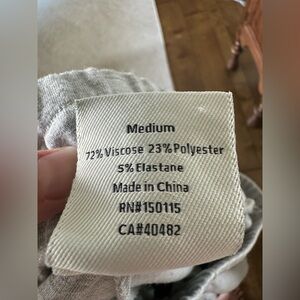 Medium
72% Viscose 23% Polyester
5% Elastane
Made in China
RN#150115
CA#40482